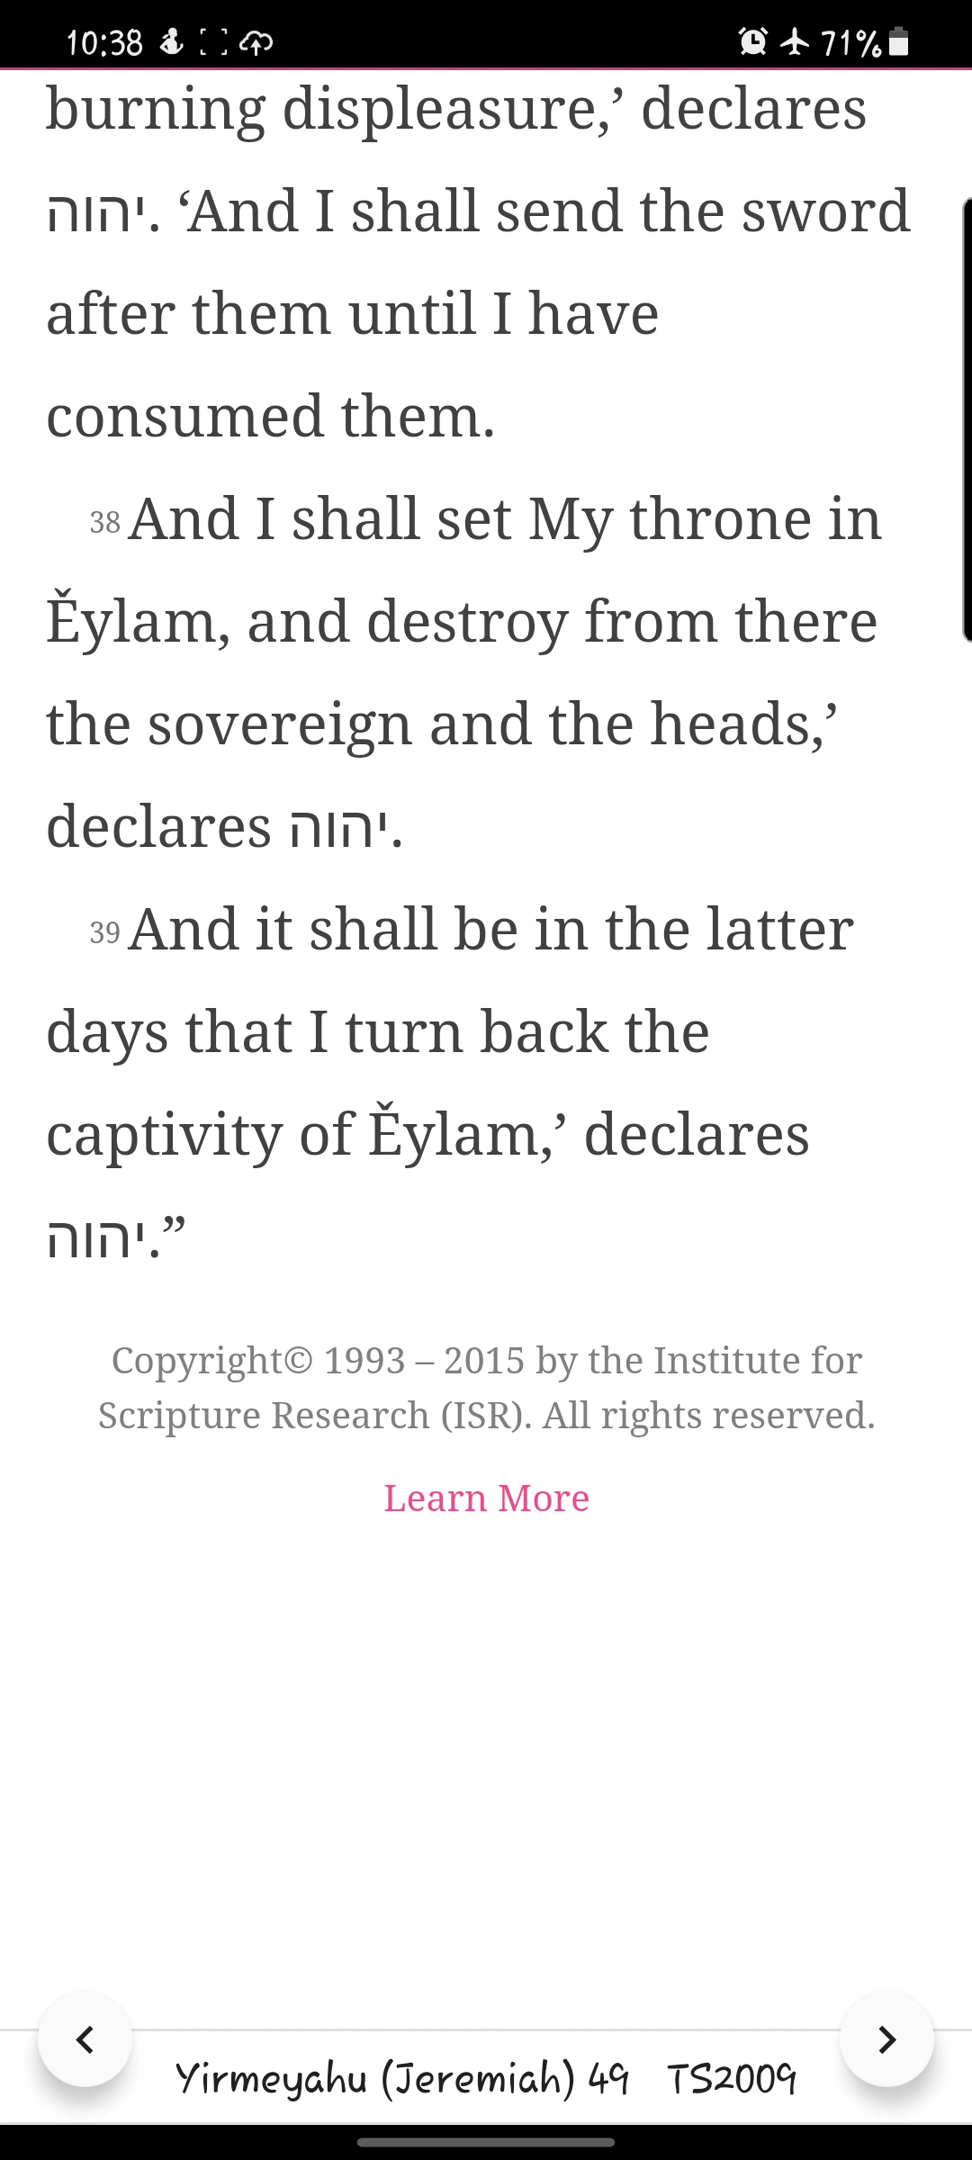 10:38 71%
burning displeasure,’ declares
יהוה. ‘And I shall send the sword
after them until I have
consumed them.
38 And I shall set My throne in
Ěylam, and destroy from there
the sovereign and the heads,’
declares יהוה.
39 And it shall be in the latter
days that I turn back the
captivity of Ěylam,’ declares
יהוה.”
Copyright© 1993 – 2015 by the Institute for
Scripture Research (ISR). All rights reserved.
Learn More
Yirmeyahu (Jeremiah) 49 TS2009